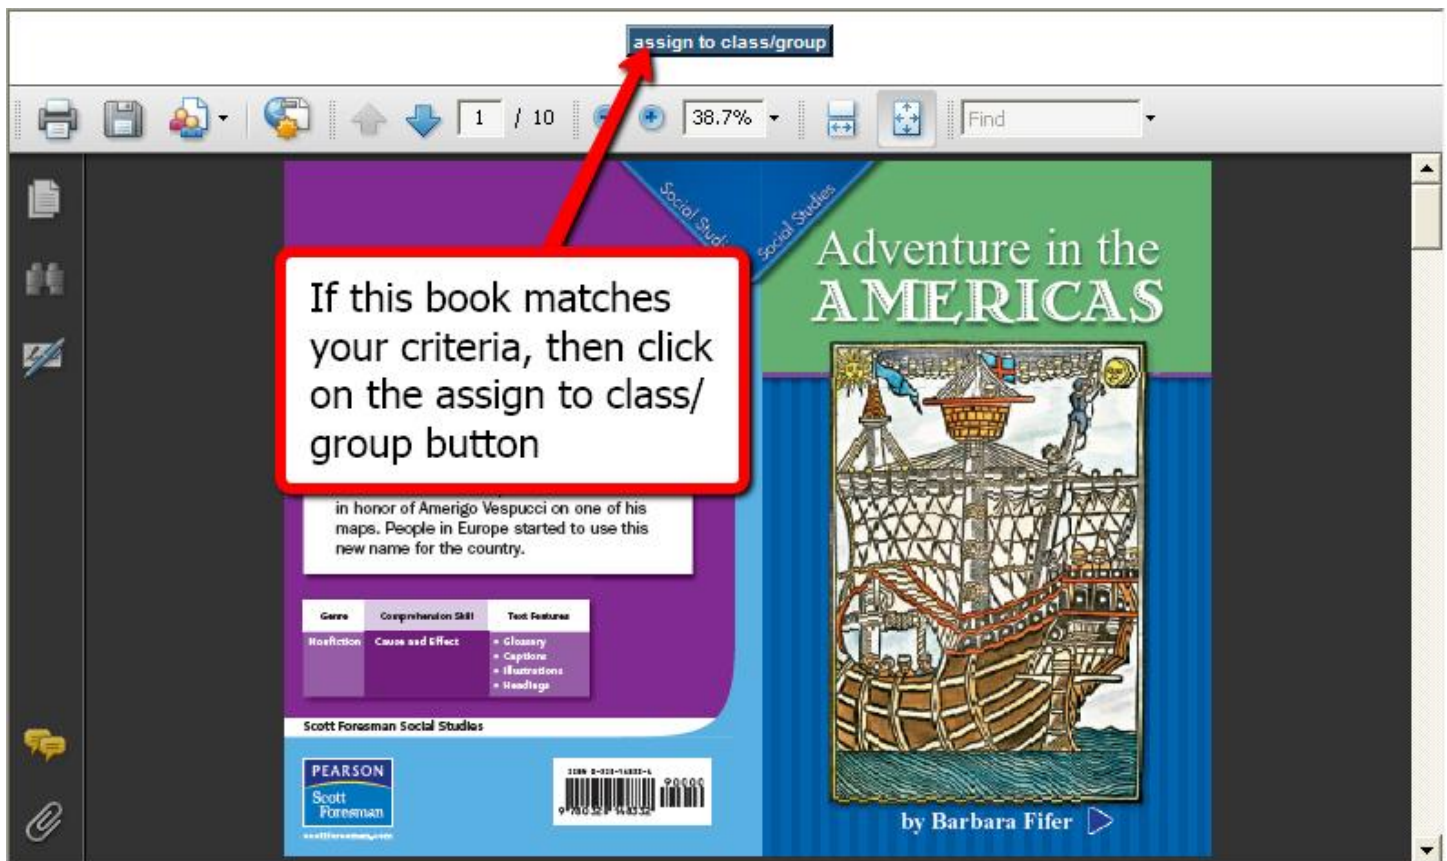 assign to class/group
1 / 10
38.7%
Find
Social Studies
Adventure in the
AMERICAS
If this book matches
your criteria, then click
on the assign to class/
group button
in honor of Amerigo Vespucci on one of his
maps. People in Europe started to use this
new name for the country.
Genre Comprehension Skill Text Features
Nonfiction Cause and Effect • Glossary
• Captions
• Illustrations
• Headings
Scott Foresman Social Studies
PEARSON
Scott
Foresman
scottforesman.com
90000
by Barbara Fifer